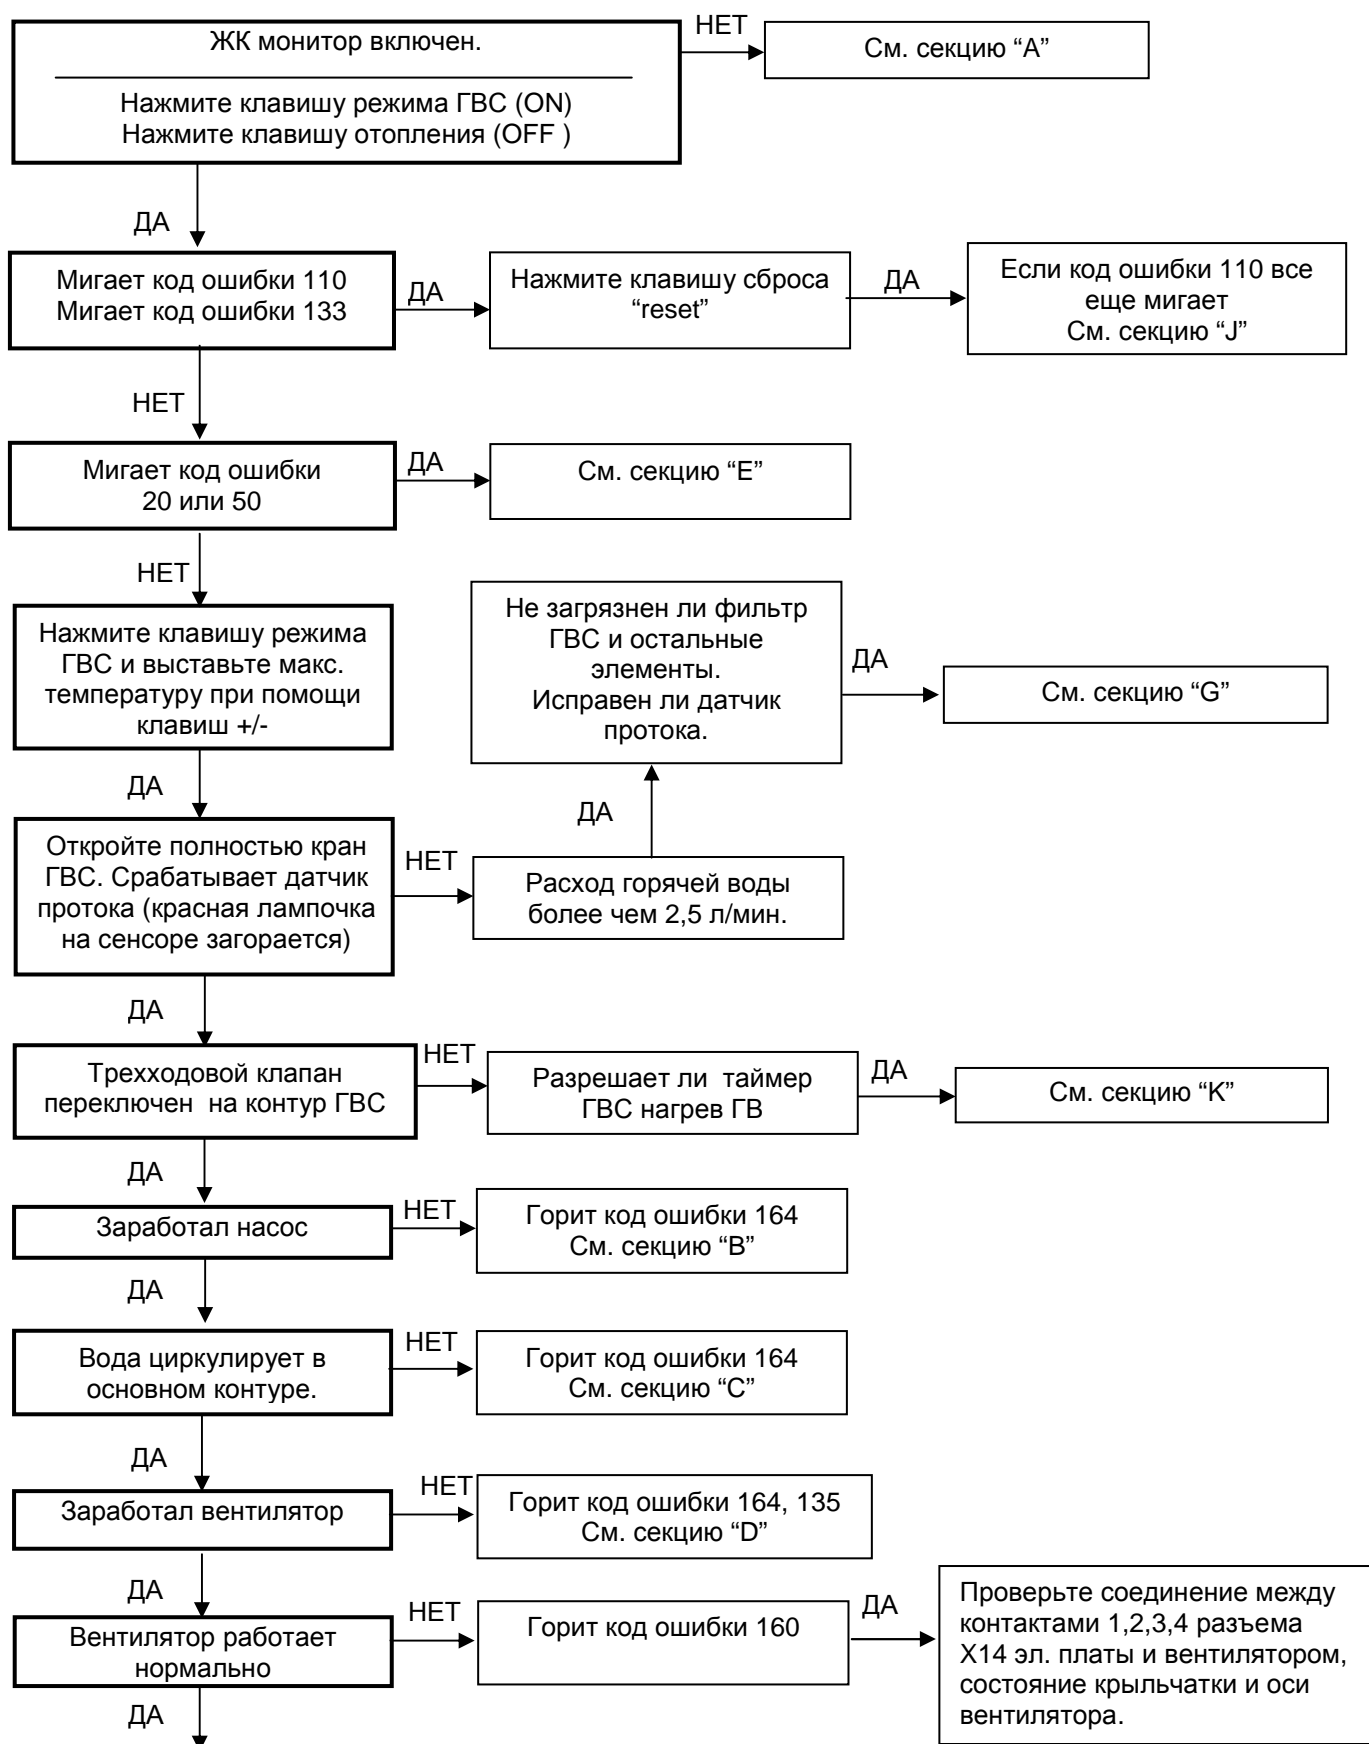 ЖК монитор включен.
Нажмите клавишу режима ГВС (ON)
Нажмите клавишу отопления (OFF )
НЕТ
См. секцию “A”
ДА
Мигает код ошибки 110
Мигает код ошибки 133
ДА
Нажмите клавишу сброса
“reset”
ДА
Если код ошибки 110 все
еще мигает
См. секцию “J”
НЕТ
Мигает код ошибки
20 или 50
ДА
См. секцию “E”
НЕТ
Нажмите клавишу режима
ГВС и выставьте макс.
температуру при помощи
клавиш +/-
Не загрязнен ли фильтр
ГВС и остальные
элементы.
Исправен ли датчик
протока.
ДА
См. секция “G”
ДА
ДА
Откройте полностью кран
ГВС. Срабатывает датчик
протока (красная лампочка
на сенсоре загорается)
НЕТ
Расход горячей воды
более чем 2,5 л/мин.
ДА
Трехходовой клапан
переключен  на контур ГВС
НЕТ
Разрешает ли  таймер
ГВС нагрев ГВ
ДА
См. секцию “K”
ДА
Заработал насос
НЕТ
Горит код ошибки 164
См. секцию “B”
ДА
Вода циркулирует в
основном контуре.
НЕТ
Горит код ошибки 164
См. секцию “C”
ДА
Заработал вентилятор
НЕТ
Горит код ошибки 164, 135
См. секцию “D”
ДА
Вентилятор работает
нормально
НЕТ
Горит код ошибки 160
ДА
Проверьте соединение между
контактами 1,2,3,4 разъема
X14 эл. платы и вентилятором,
состояние крыльчатки и оси
вентилятора.
ДА